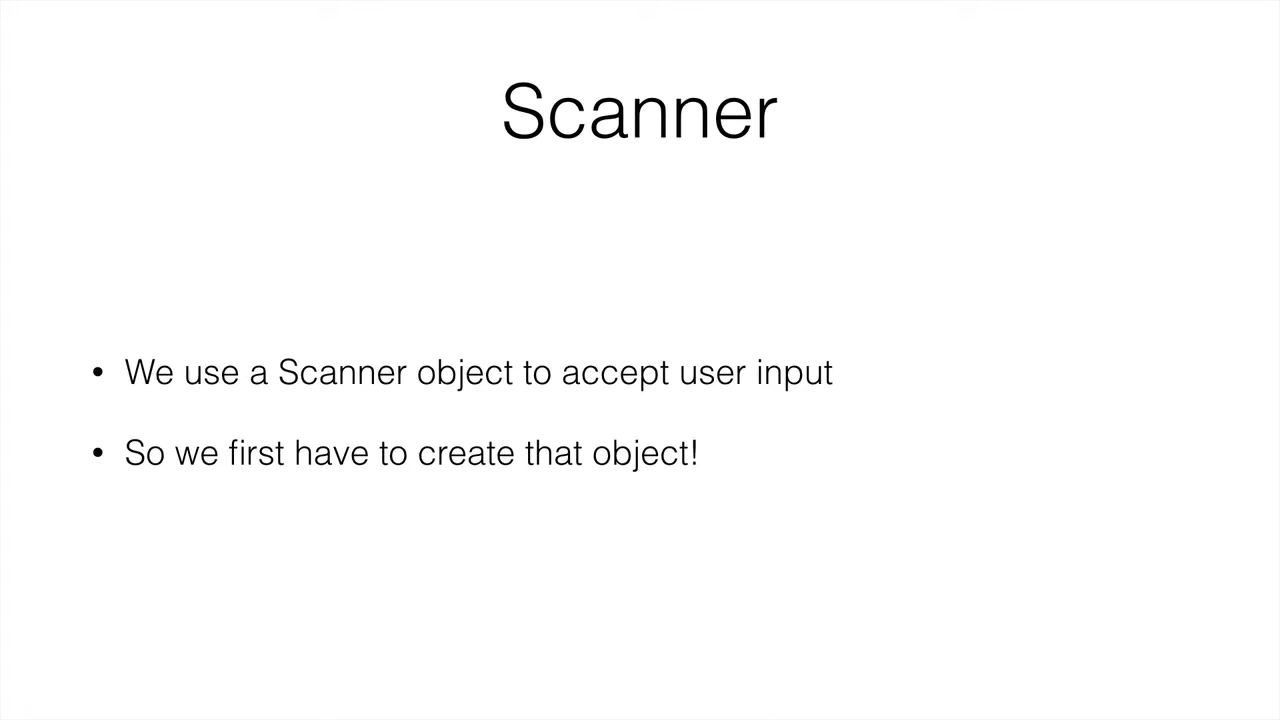 Scanner
• We use a Scanner object to accept user input
• So we first have to create that object!